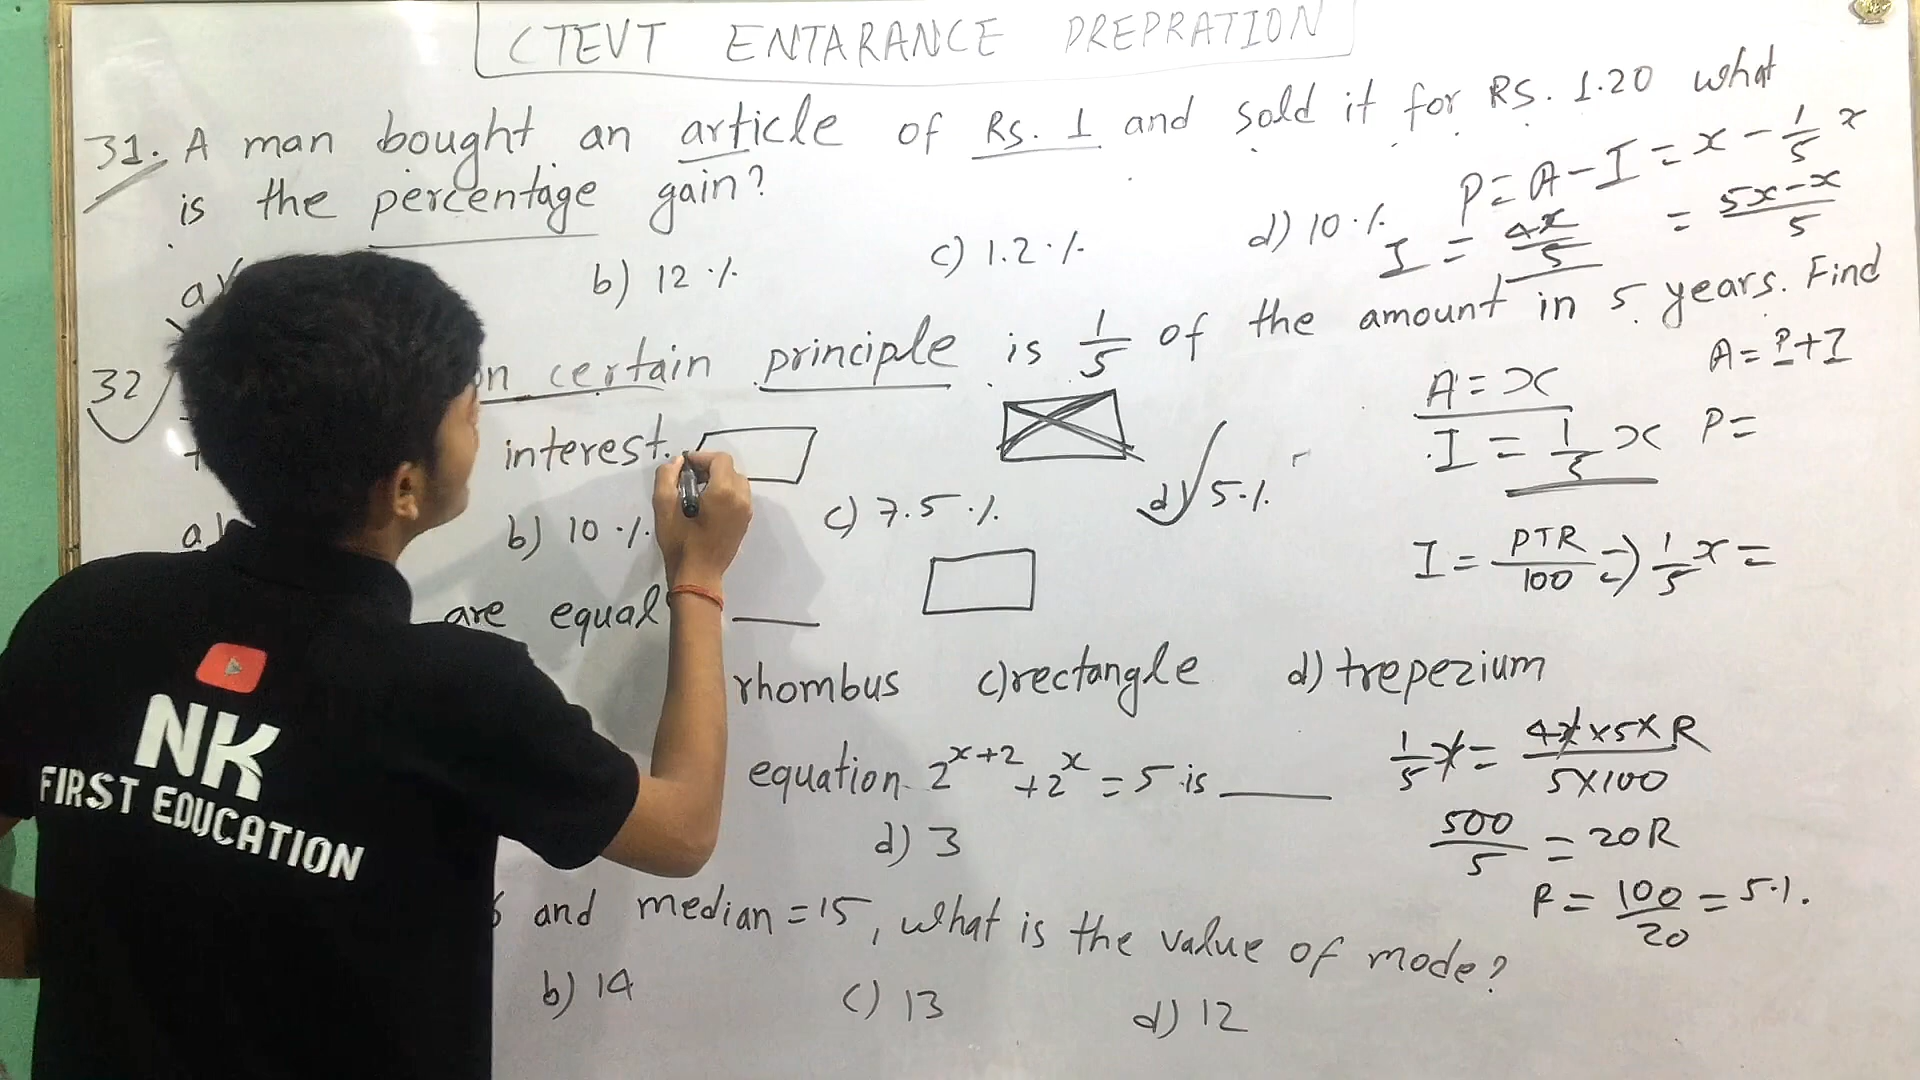 CTEVT ENTARANCE PREPRATION
31. A man bought an article of Rs. 1 and sold it for RS. 1.20 what
is the percentage gain?
P = A - I = x - 1/5 x
= 5x-x/5
I = 4x/5
b) 12 %
c) 1.2 %
d) 10 %
32
on certain principle is 1/5 of the amount in 5 years. Find
interest.
A = P+I
A = x
I = 1/5 x
P =
b) 10 %
c) 7.5 %
d) 5 %
I = PTR/100 => 1/5 x =
are equal
rhombus c) rectangle d) trepezium
equation 2^x+2 + 2^x = 5 is
d) 3
1/5 x = 4x×5×R/5×100
500/5 = 20R
R = 100/20 = 5%.
and median = 15, what is the value of mode?
b) 14
c) 13
d) 12
NK
FIRST EDUCATION